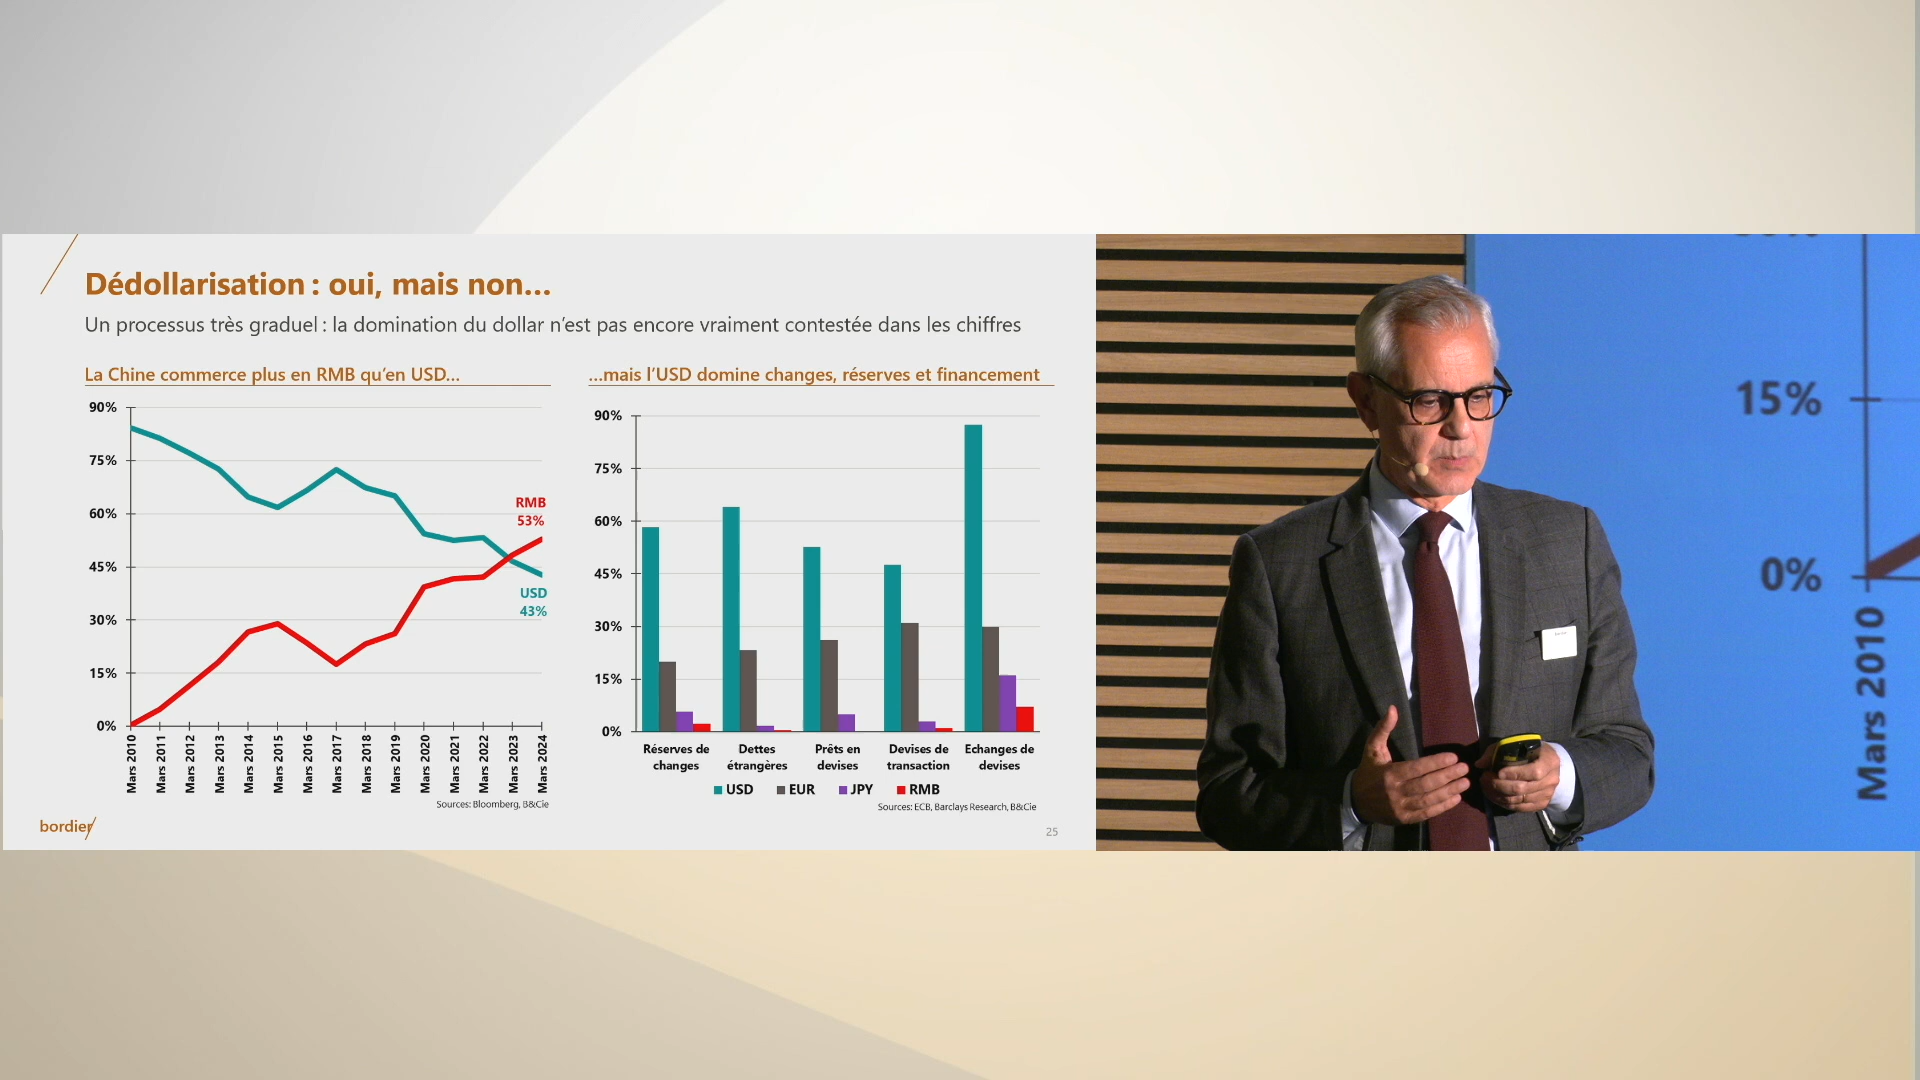 Dédollarisation : oui, mais non...
Un processus très graduel : la domination du dollar n'est pas encore vraiment contestée dans les chiffres
La Chine commerce plus en RMB qu'en USD...
90%
75%
60%
45%
30%
15%
0%
RMB
53%
USD
43%
Mars 2010
Mars 2011
Mars 2012
Mars 2013
Mars 2014
Mars 2015
Mars 2016
Mars 2017
Mars 2018
Mars 2019
Mars 2020
Mars 2021
Mars 2022
Mars 2023
Mars 2024
Sources: Bloomberg, B&Cie
...mais l'USD domine changes, réserves et financement
90%
75%
60%
45%
30%
15%
0%
Réserves de
changes
Dettes
étrangères
Prêts en
devises
Devises de
transaction
Echanges de
devises
USD EUR JPY RMB
Sources: ECB, Barclays Research, B&Cie
bordier
25
15%
0%
Mars 2010